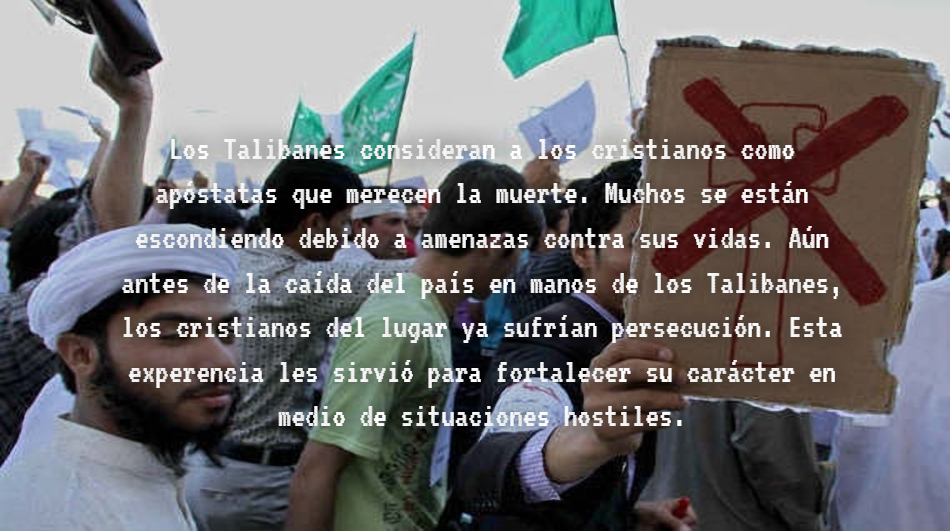 Los Talibanes consideran a los cristianos como
apóstatas que merecen la muerte. Muchos se están
escondiendo debido a amenazas contra sus vidas. Aún
antes de la caída del país en manos de los Talibanes,
los cristianos del lugar ya sufrían persecución. Esta
experencia les sirvió para fortalecer su carácter en
medio de situaciones hostiles.